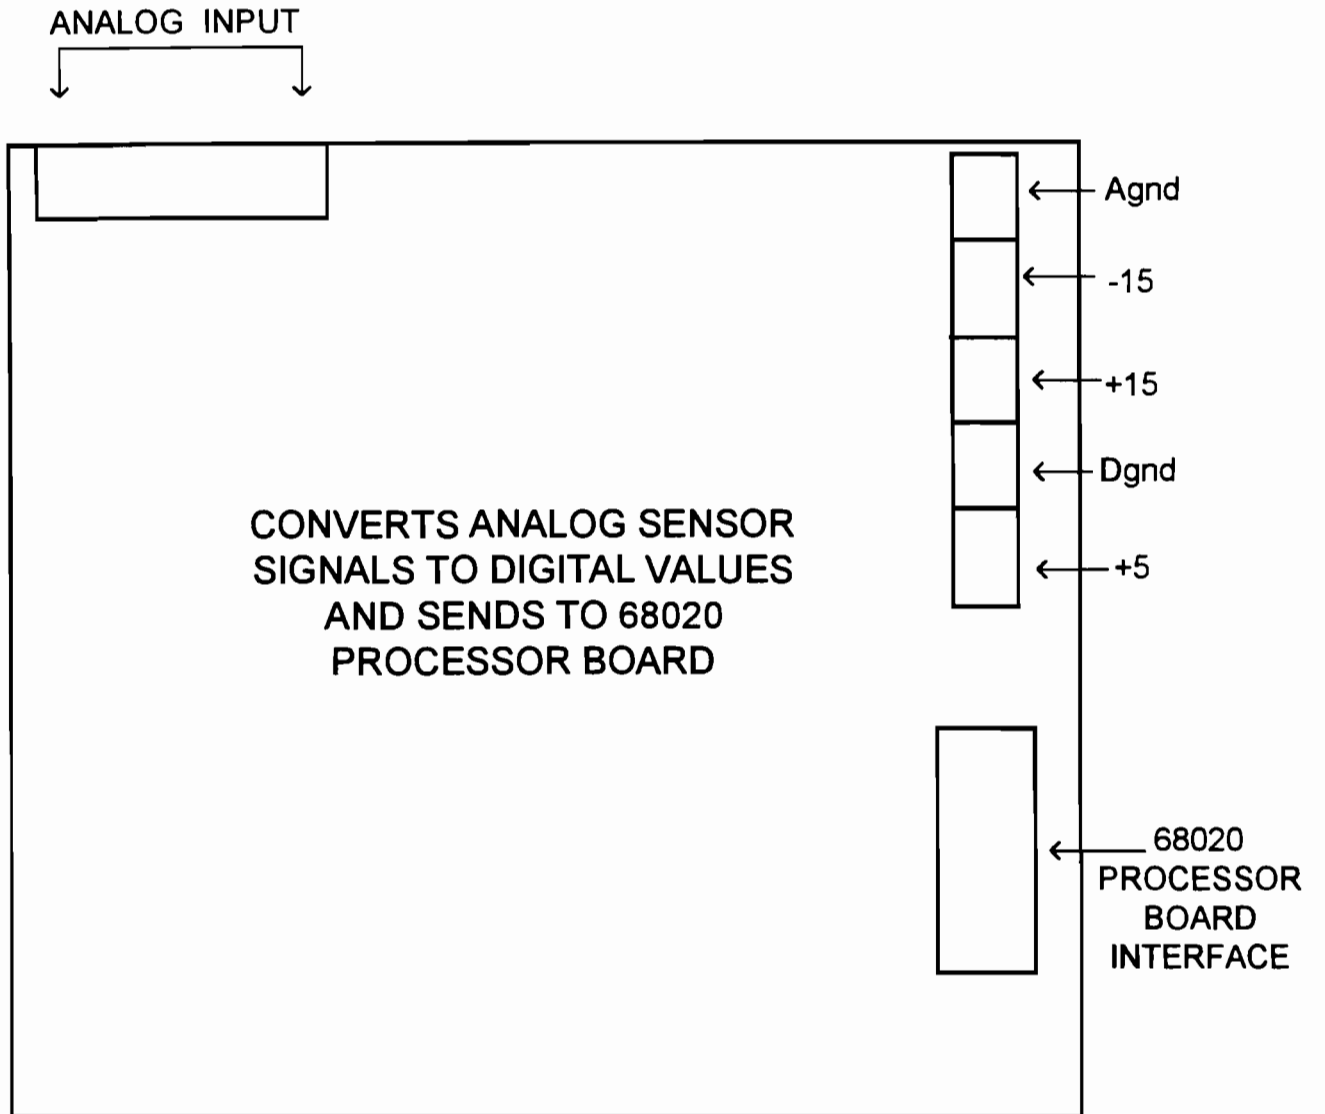 ANALOG INPUT
Agnd
-15
+15
Dgnd
+5
CONVERTS ANALOG SENSOR
SIGNALS TO DIGITAL VALUES
AND SENDS TO 68020
PROCESSOR BOARD
68020
PROCESSOR
BOARD
INTERFACE